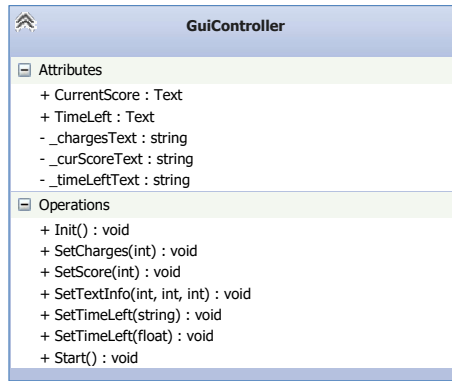 GuiController
Attributes
+ CurrentScore : Text
+ TimeLeft : Text
- _chargesText : string
- _curScoreText : string
- _timeLeftText : string
Operations
+ Init() : void
+ SetCharges(int) : void
+ SetScore(int) : void
+ SetTextInfo(int, int, int) : void
+ SetTimeLeft(string) : void
+ SetTimeLeft(float) : void
+ Start() : void